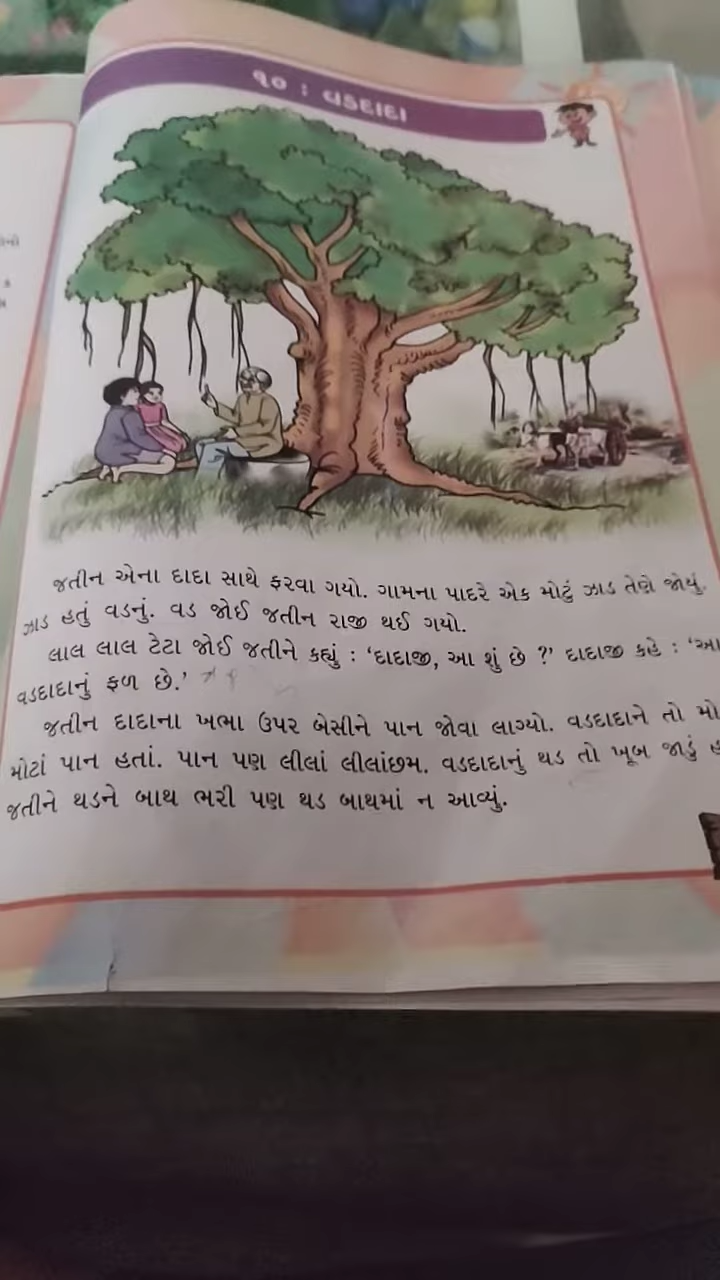 ૧૦ : વડદાદા
જતીન એના દાદા સાથે ફરવા ગયો. ગામના પાદરે એક મોટું ઝાડ તેણે જોયું.
ઝાડ હતું વડનું. વડ જોઈ જતીન રાજી થઈ ગયો.
લાલ લાલ ટેટા જોઈ જતીને કહ્યું : ‘દાદાજી, આ શું છે ?’ દાદાજી કહે : ‘આ
વડદાદાનું ફળ છે.’
જતીન દાદાના ખભા ઉપર બેસીને પાન જોવા લાગ્યો. વડદાદાને તો
મોટાં પાન હતાં. પાન પણ લીલાં લીલાંછમ. વડદાદાનું થડ તો ખૂબ જાડું
જતીને થડને બાથ ભરી પણ થડ બાથમાં ન આવ્યું.